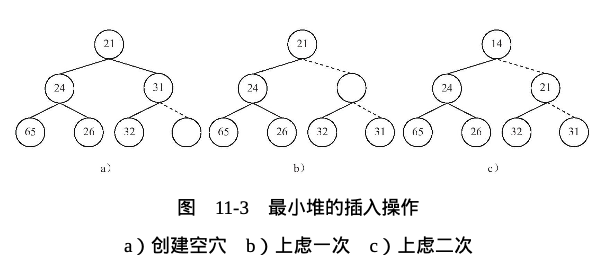 21 21 14
24 31 24 24 21
65 26 32 65 26 32 31 65 26 32 31
a） b） c）
图 11-3 最小堆的插入操作
a）创建空穴 b）上虑一次 c）上虑二次